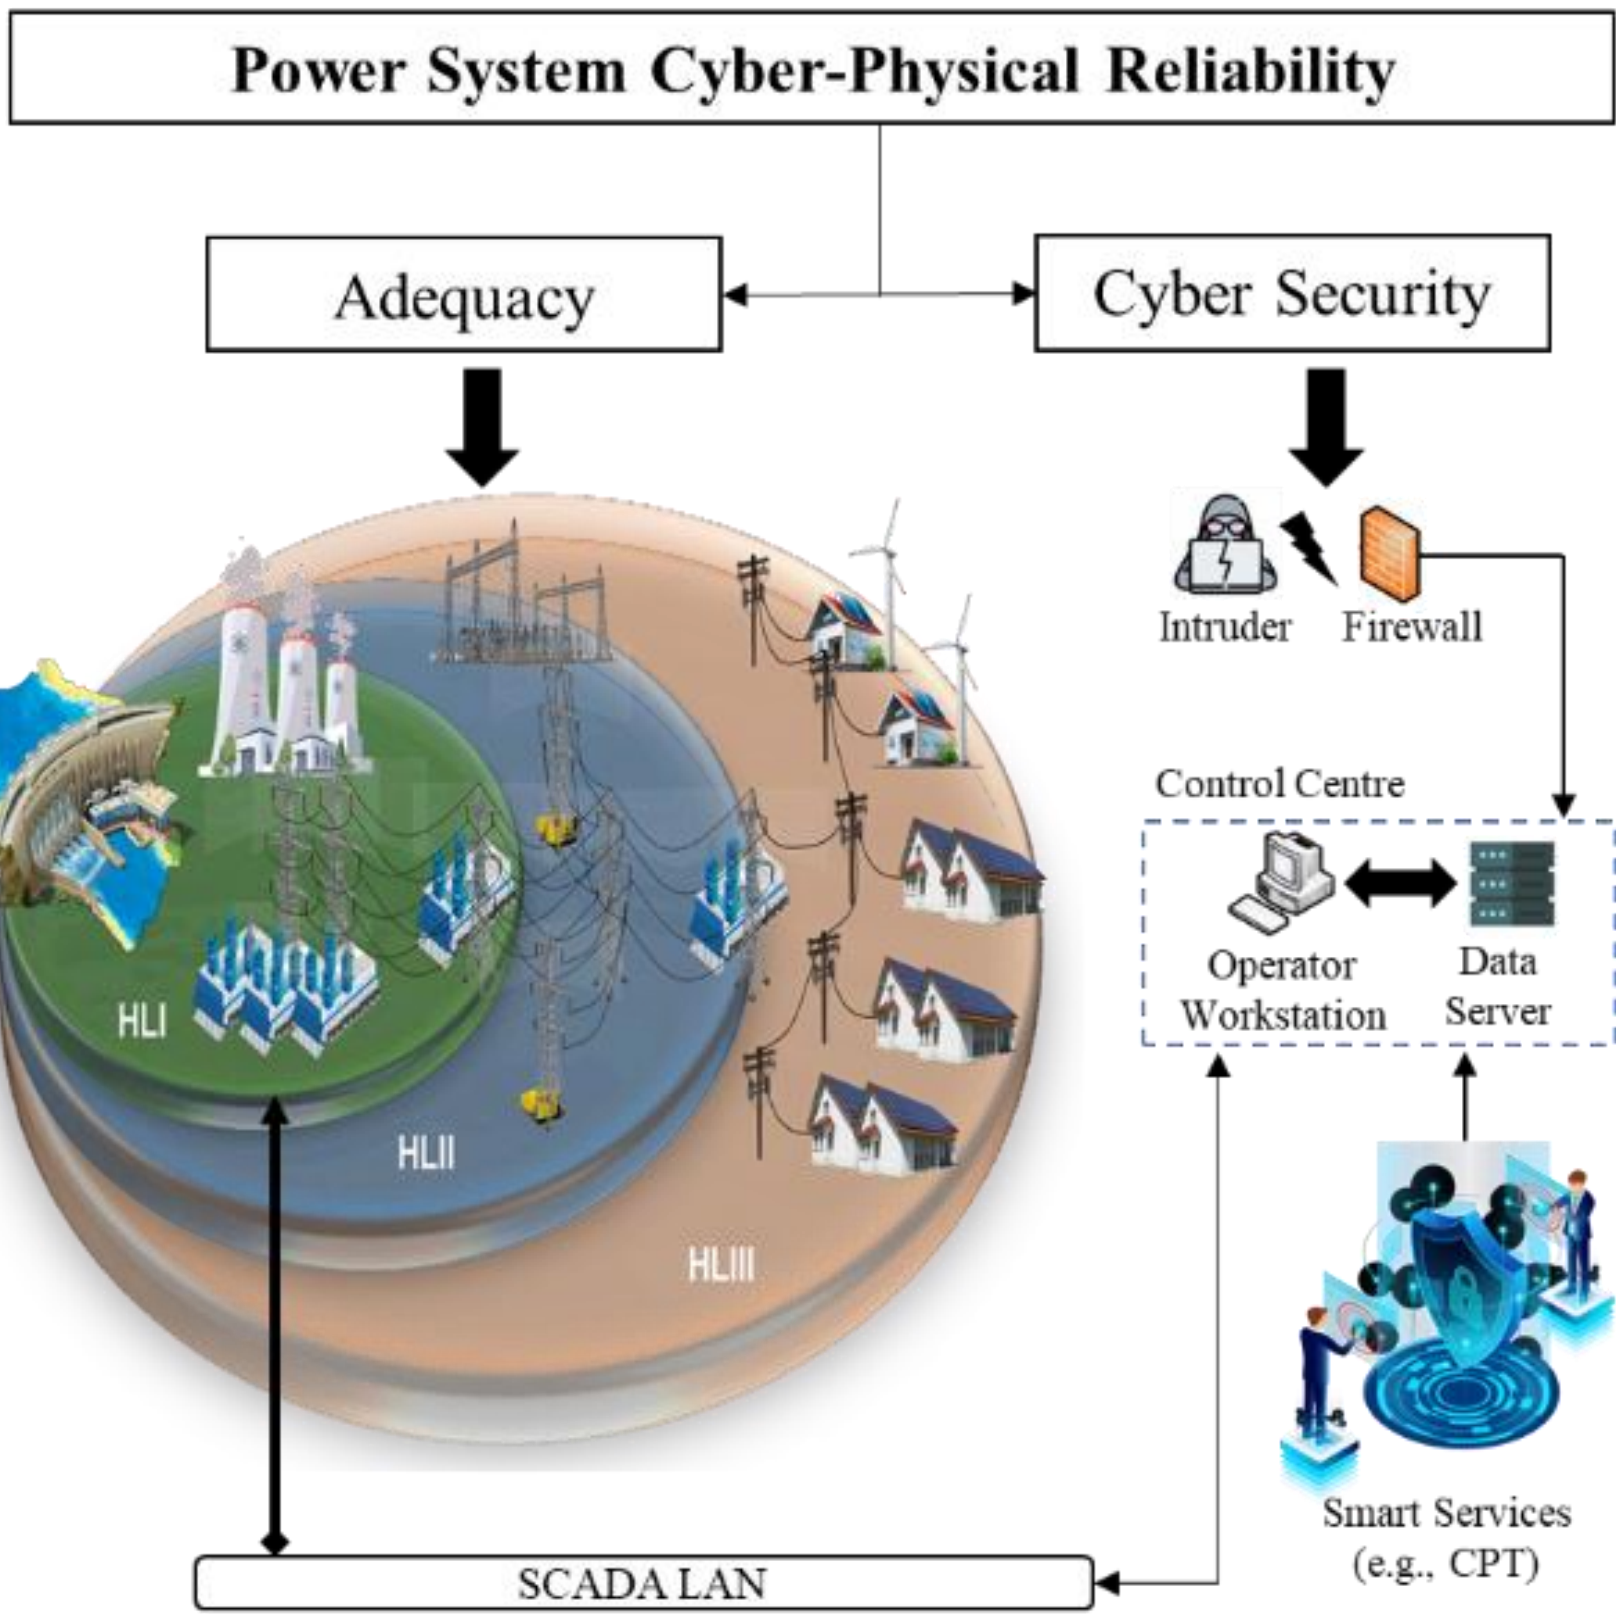 Power System Cyber-Physical Reliability
Adequacy
Cyber Security
Intruder
Firewall
Control Centre
Operator
Workstation
Data
Server
HLI
HLII
HLIII
Smart Services
(e.g., CPT)
SCADA LAN